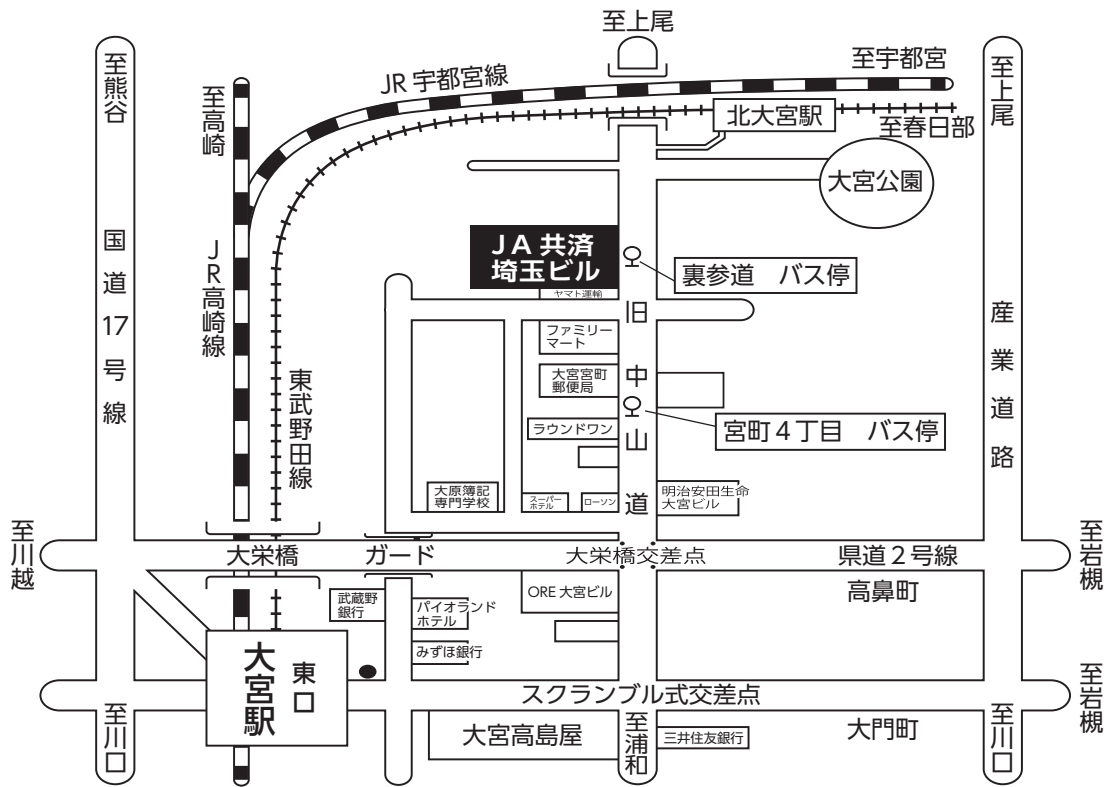 至上尾
至熊谷
至高崎
JR 宇都宮線
至宇都宮
至上尾
北大宮駅
至春日部
大宮公園
JA 共済
埼玉ビル
ヤマト運輸
裏参道　バス停
国道17号線
JR高崎線
東武野田線
旧中山道
産業道路
ファミリー
マート
大宮宮町
郵便局
宮町４丁目　バス停
ラウンドワン
大原簿記
専門学校
スーパー
ホテル
ローソン
明治安田生命
大宮ビル
至川越
大栄橋
ガード
大栄橋交差点
県道２号線
至岩槻
高鼻町
武蔵野
銀行
パイオランド
ホテル
ORE 大宮ビル
みずほ銀行
大宮駅
東口
スクランブル式交差点
至岩槻
至川口
大宮高島屋
至浦和
三井住友銀行
大門町
至川口